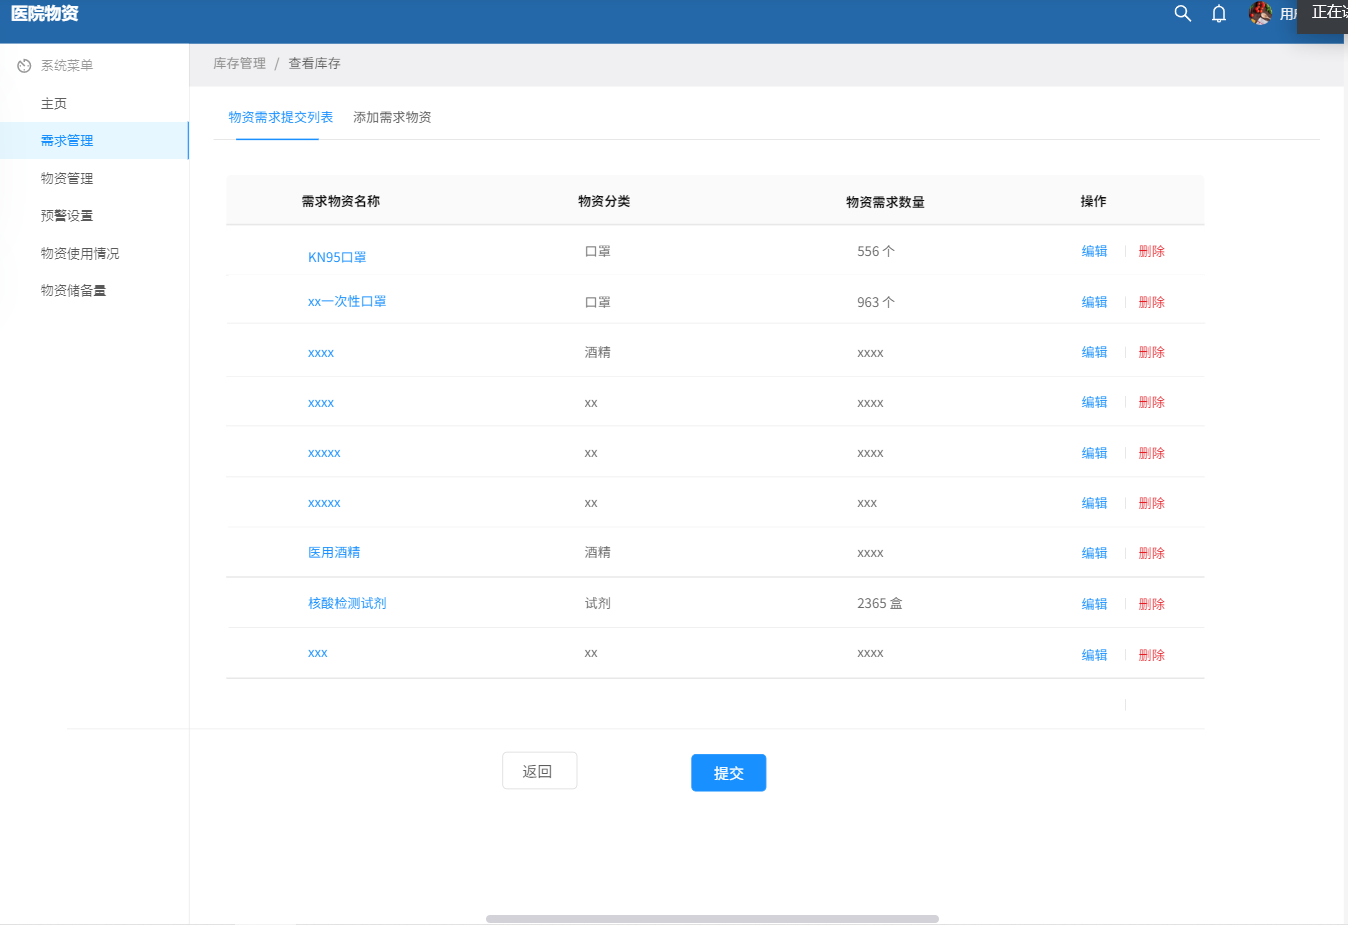 医院物资
用
正在
系统菜单
主页
需求管理
物资管理
预警设置
物资使用情况
物资储备量
库存管理 / 查看库存
物资需求提交列表 添加需求物资
需求物资名称 物资分类 物资需求数量 操作
KN95口罩 口罩 556 个 编辑 删除
xx一次性口罩 口罩 963 个 编辑 删除
xxxx 酒精 xxxx 编辑 删除
xxxx xx xxxx 编辑 删除
xxxxx xx xxxx 编辑 删除
xxxxx xx xxx 编辑 删除
医用酒精 酒精 xxxx 编辑 删除
核酸检测试剂 试剂 2365 盒 编辑 删除
xxx xx xxxx 编辑 删除
返回 提交